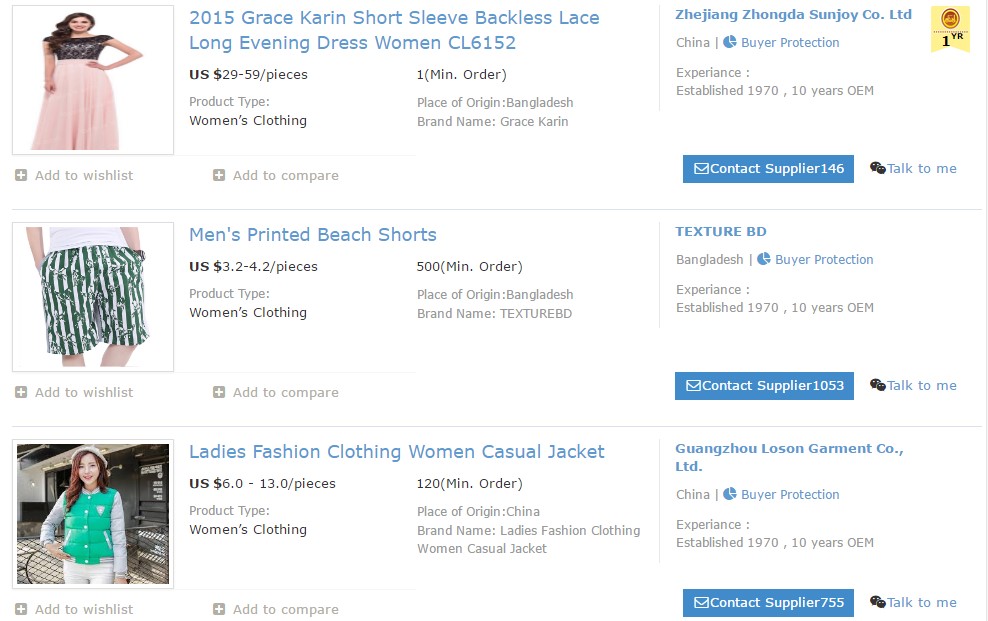 2015 Grace Karin Short Sleeve Backless Lace
Long Evening Dress Women CL6152
US $29-59/pieces
1(Min. Order)
Product Type:
Women’s Clothing
Place of Origin:Bangladesh
Brand Name: Grace Karin
Zhejiang Zhongda Sunjoy Co. Ltd
China | Buyer Protection
1 YR
Experiance :
Established 1970 , 10 years OEM
Add to wishlist
Add to compare
Contact Supplier146
Talk to me
Men's Printed Beach Shorts
US $3.2-4.2/pieces
500(Min. Order)
Product Type:
Women’s Clothing
Place of Origin:Bangladesh
Brand Name: TEXTUREBD
TEXTURE BD
Bangladesh | Buyer Protection
Experiance :
Established 1970 , 10 years OEM
Add to wishlist
Add to compare
Contact Supplier1053
Talk to me
Ladies Fashion Clothing Women Casual Jacket
US $6.0 - 13.0/pieces
120(Min. Order)
Product Type:
Women’s Clothing
Place of Origin:China
Brand Name: Ladies Fashion Clothing
Women Casual Jacket
Guangzhou Loson Garment Co.,
Ltd.
China | Buyer Protection
Experiance :
Established 1970 , 10 years OEM
Add to wishlist
Add to compare
Contact Supplier755
Talk to me